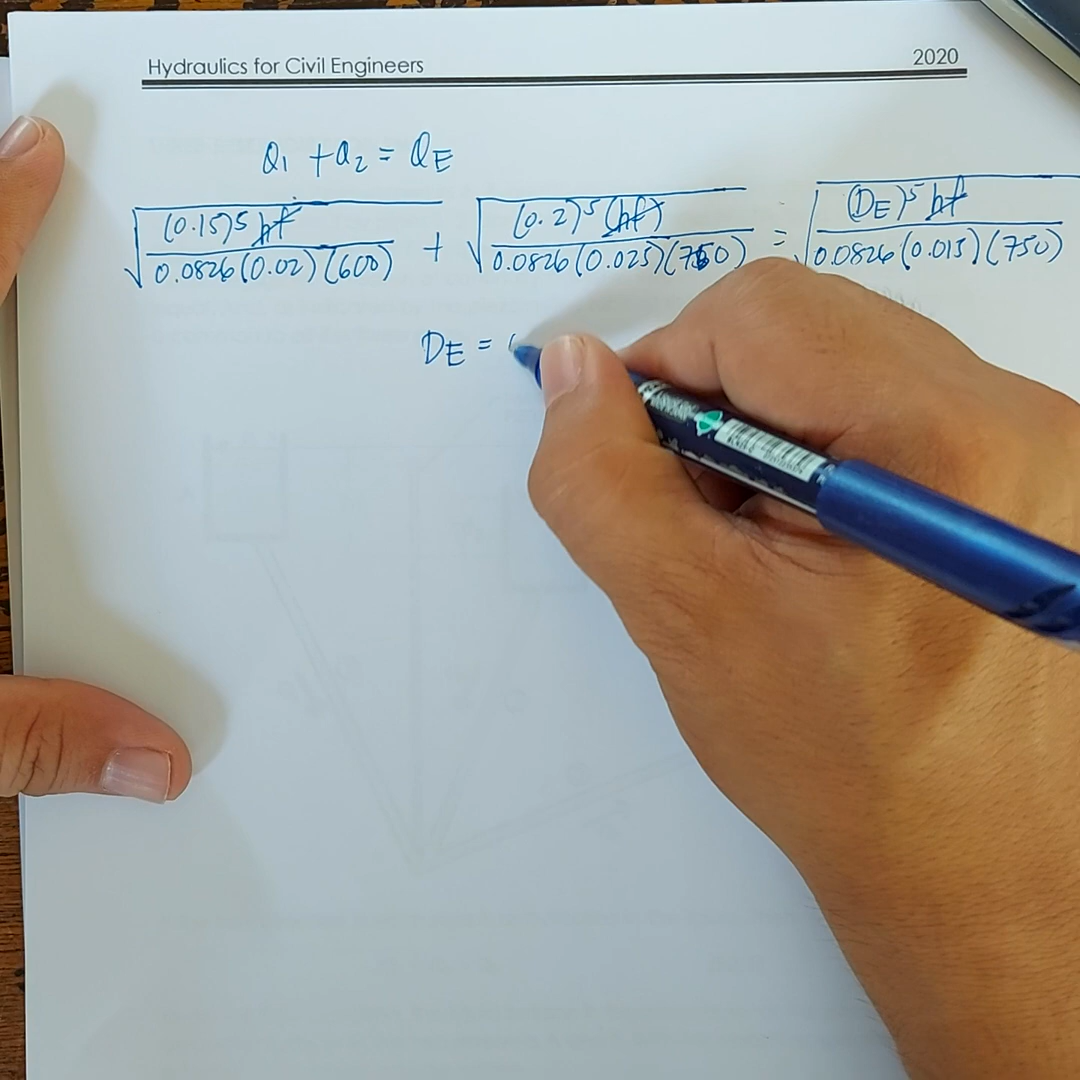 Hydraulics for Civil Engineers 2020
Q1 + Q2 = QE
√((0.15)^5 hf / 0.0826(0.02)(600)) + √((0.2)^5 (hf) / 0.0826(0.025)(750)) = √((DE)^5 hf / 0.0826(0.015)(750))
DE =